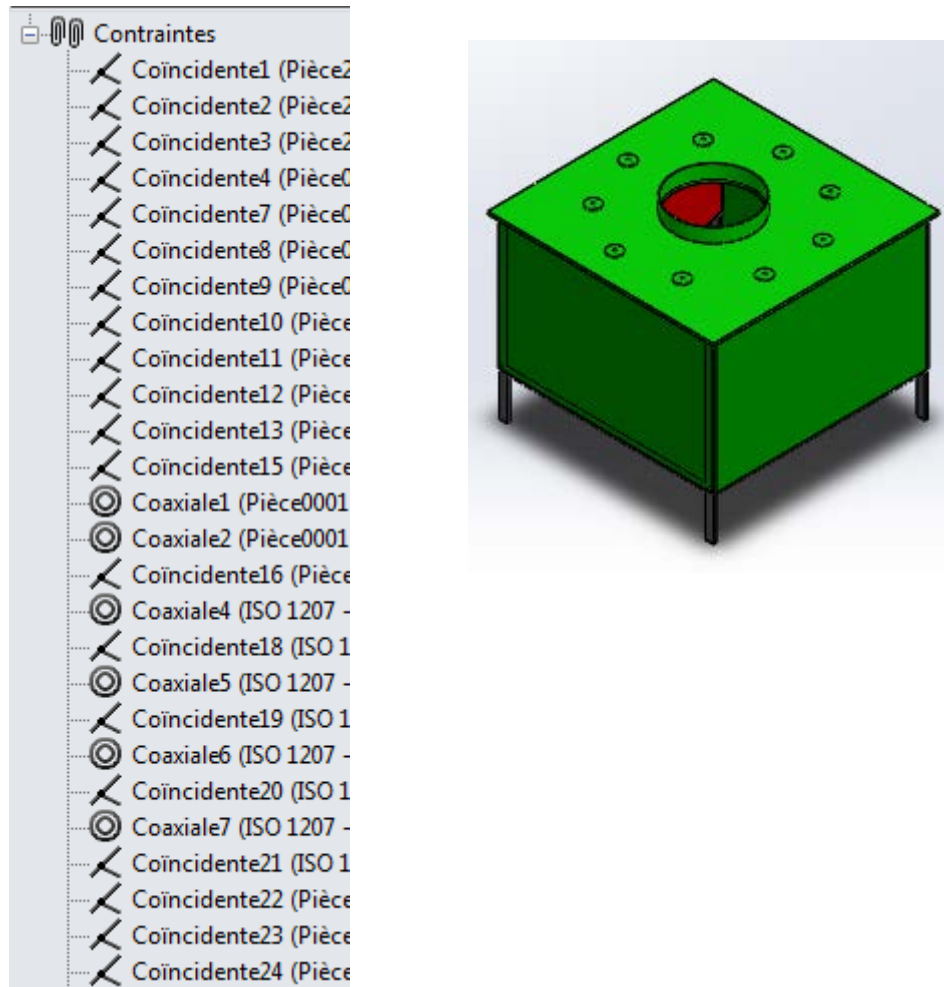 Contraintes
Coïncidente1 (Pièce2
Coïncidente2 (Pièce2
Coïncidente3 (Pièce2
Coïncidente4 (Pièce0
Coïncidente7 (Pièce0
Coïncidente8 (Pièce0
Coïncidente9 (Pièce0
Coïncidente10 (Pièce
Coïncidente11 (Pièce
Coïncidente12 (Pièce
Coïncidente13 (Pièce
Coïncidente15 (Pièce
Coaxiale1 (Pièce0001
Coaxiale2 (Pièce0001
Coïncidente16 (Pièce
Coaxiale4 (ISO 1207 -
Coïncidente18 (ISO 1
Coaxiale5 (ISO 1207 -
Coïncidente19 (ISO 1
Coaxiale6 (ISO 1207 -
Coïncidente20 (ISO 1
Coaxiale7 (ISO 1207 -
Coïncidente21 (ISO 1
Coïncidente22 (Pièce
Coïncidente23 (Pièce
Coïncidente24 (Pièce